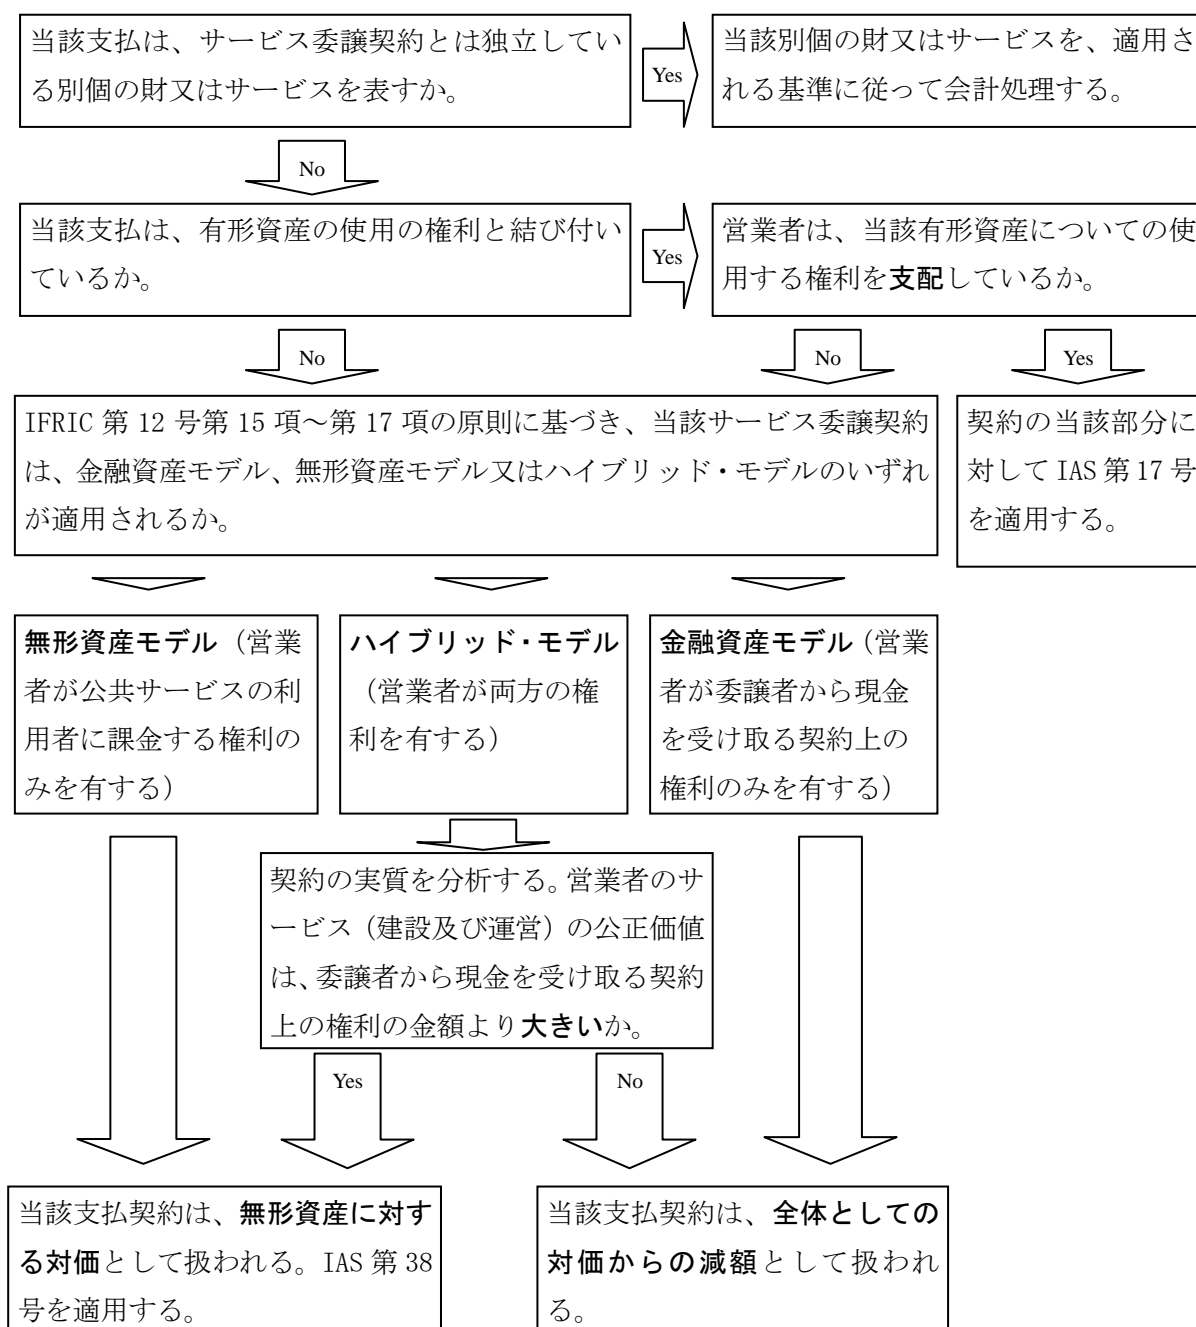 当該支払は、サービス委譲契約とは独立してい
る別個の財又はサービスを表すか。
Yes
当該別個の財又はサービスを、適用さ
れる基準に従って会計処理する。
No
当該支払は、有形資産の使用の権利と結び付い
ているか。
Yes
営業者は、当該有形資産についての使
用する権利を支配しているか。
No
No
Yes
IFRIC 第 12 号第 15 項～第 17 項の原則に基づき、当該サービス委譲契約
は、金融資産モデル、無形資産モデル又はハイブリッド・モデルのいずれ
が適用されるか。
契約の当該部分に
対して IAS 第 17 号
を適用する。
無形資産モデル（営業
者が公共サービスの利
用者に課金する権利の
みを有する）
ハイブリッド・モデル
（営業者が両方の権
利を有する）
金融資産モデル（営業
者が委譲者から現金
を受け取る契約上の
権利のみを有する）
契約の実質を分析する。営業者のサ
ービス（建設及び運営）の公正価値
は、委譲者から現金を受け取る契約
上の権利の金額より大きいか。
Yes
No
当該支払契約は、無形資産に対す
る対価として扱われる。IAS 第 38
号を適用する。
当該支払契約は、全体としての
対価からの減額として扱われ
る。